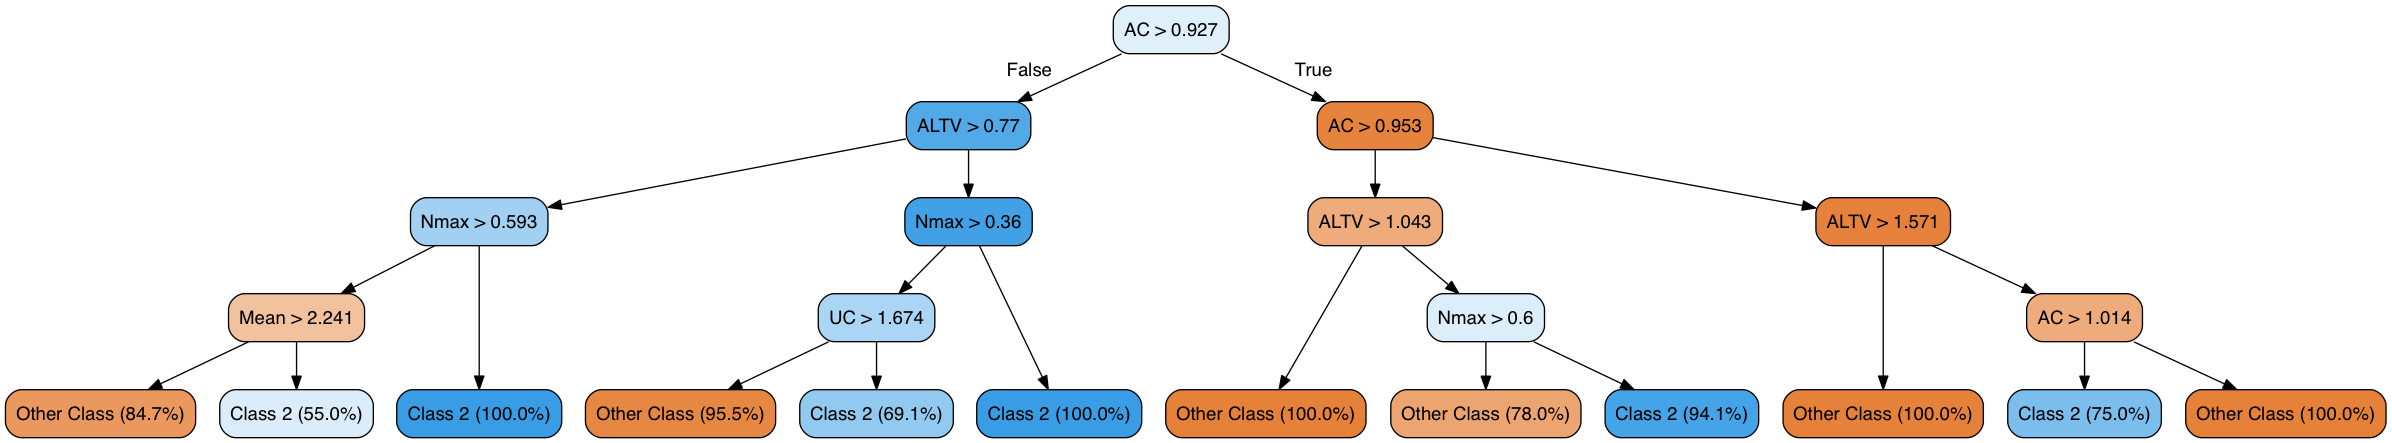 AC > 0.927
False
True
ALTV > 0.77
AC > 0.953
Nmax > 0.593
Nmax > 0.36
ALTV > 1.043
ALTV > 1.571
Mean > 2.241
UC > 1.674
Nmax > 0.6
AC > 1.014
Other Class (84.7%)
Class 2 (55.0%)
Class 2 (100.0%)
Other Class (95.5%)
Class 2 (69.1%)
Class 2 (100.0%)
Other Class (100.0%)
Other Class (78.0%)
Class 2 (94.1%)
Other Class (100.0%)
Class 2 (75.0%)
Other Class (100.0%)